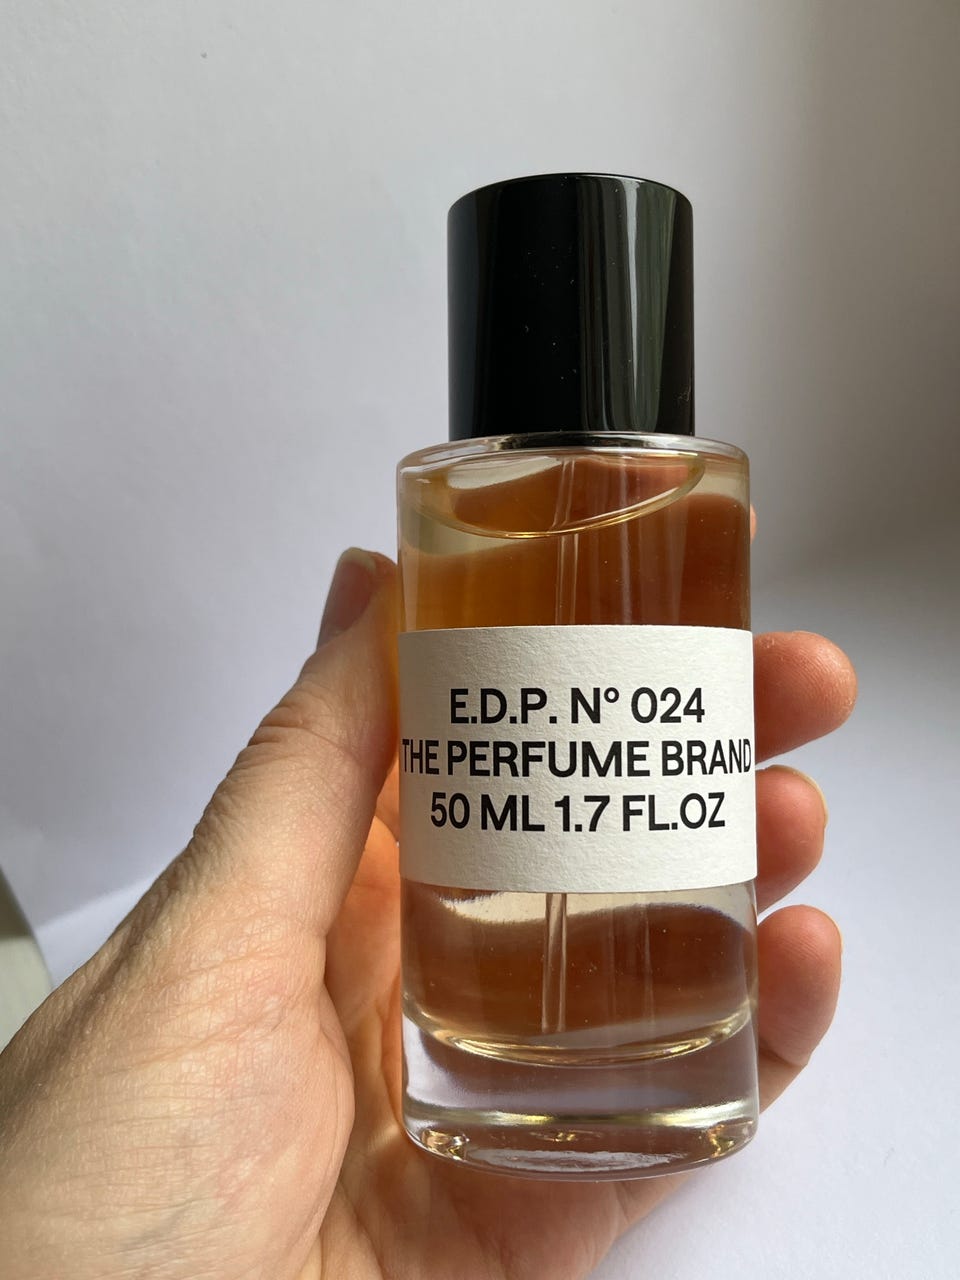 E.D.P. N° 024
THE PERFUME BRAND
50 ML 1.7 FL.OZ